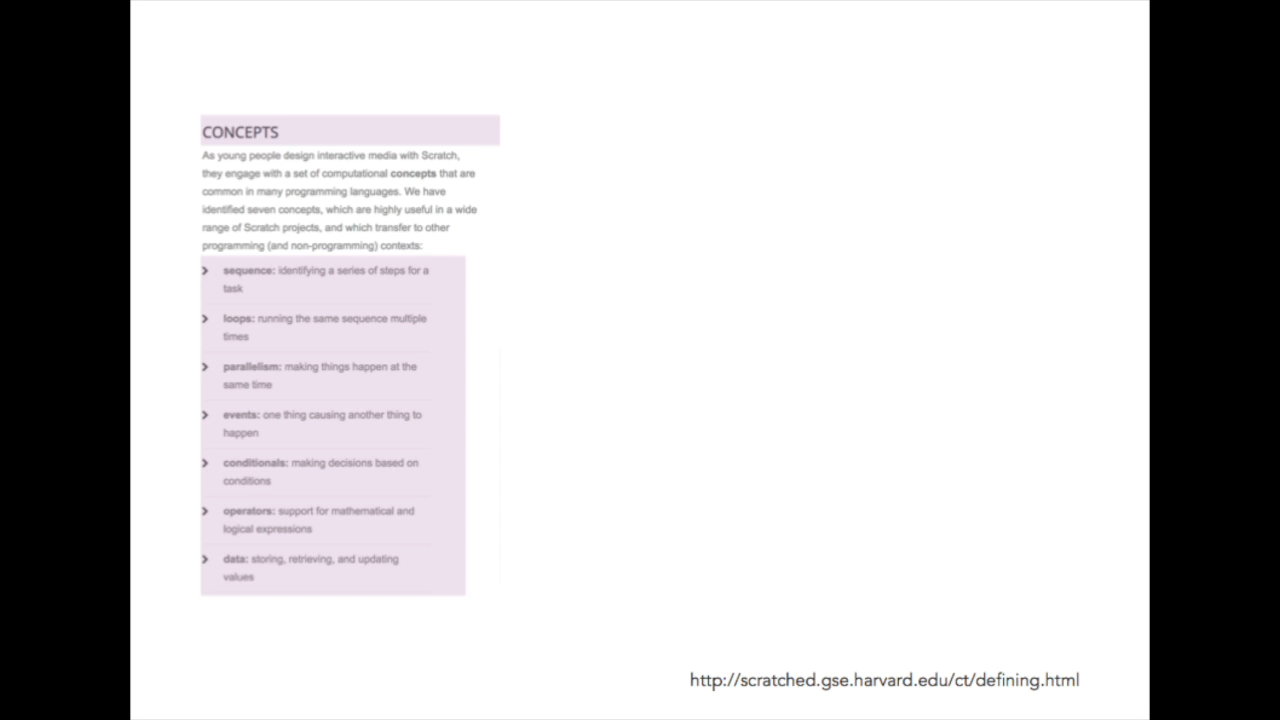 CONCEPTS
As young people design interactive media with Scratch,
they engage with a set of computational concepts that are
common in many programming languages. We have
identified seven concepts, which are highly useful in a wide
range of Scratch projects, and which transfer to other
programming (and non-programming) contexts:
sequence: identifying a series of steps for a
task
loops: running the same sequence multiple
times
parallelism: making things happen at the
same time
events: one thing causing another thing to
happen
conditionals: making decisions based on
conditions
operators: support for mathematical and
logical expressions
data: storing, retrieving, and updating
values
http://scratched.gse.harvard.edu/ct/defining.html